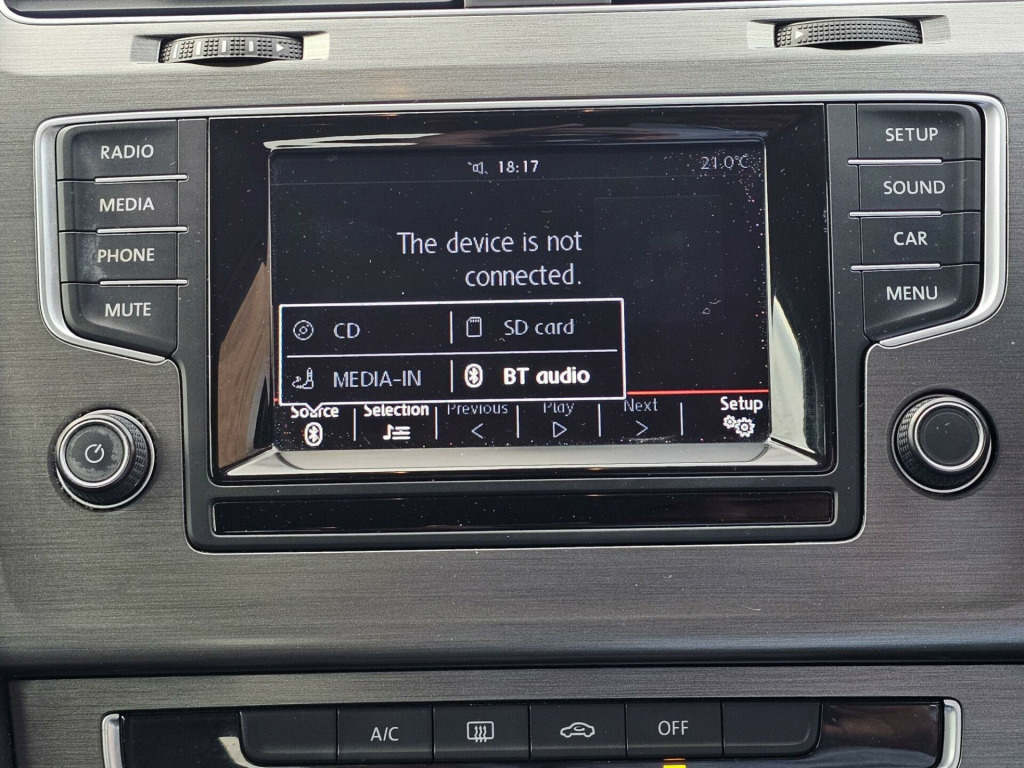 18:17
21.0°C
RADIO
MEDIA
PHONE
MUTE
The device is not
connected.
CD
SD card
MEDIA-IN
BT audio
Source
Selection
Previous
Play
Next
Setup
SETUP
SOUND
CAR
MENU
A/C
OFF